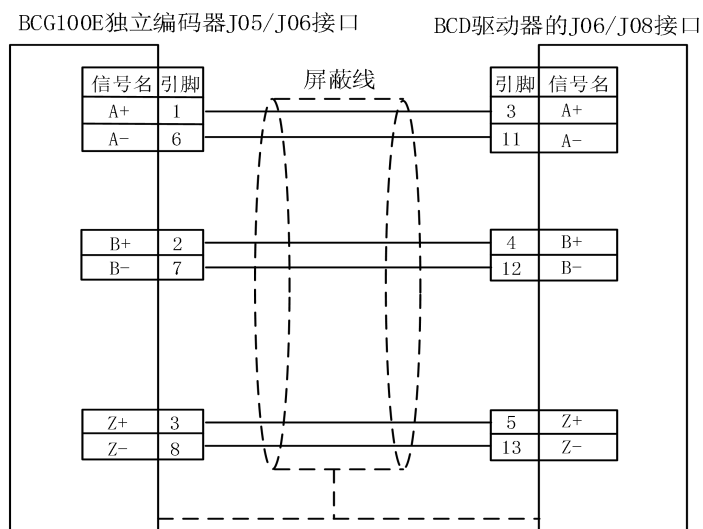 BCG100E独立编码器J05/J06接口 BCD驱动器的J06/J08接口
信号名 引脚 屏蔽线 引脚 信号名
A+ 1 3 A+
A- 6 11 A-
B+ 2 4 B+
B- 7 12 B-
Z+ 3 5 Z+
Z- 8 13 Z-